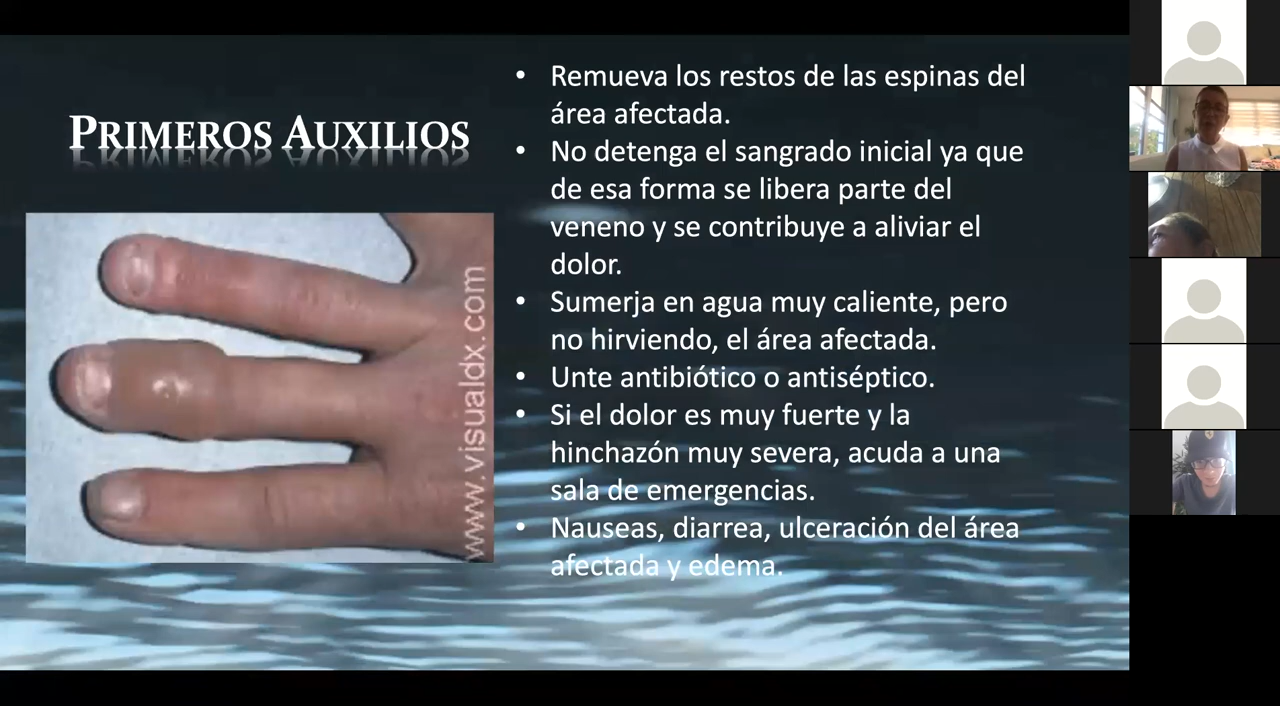 PRIMEROS AUXILIOS
• Remueva los restos de las espinas del
área afectada.
• No detenga el sangrado inicial ya que
de esa forma se libera parte del
veneno y se contribuye a aliviar el
dolor.
• Sumerja en agua muy caliente, pero
no hirviendo, el área afectada.
• Unte antibiótico o antiséptico.
• Si el dolor es muy fuerte y la
hinchazón muy severa, acuda a una
sala de emergencias.
• Nauseas, diarrea, ulceración del área
afectada y edema.
www.visualdx.com